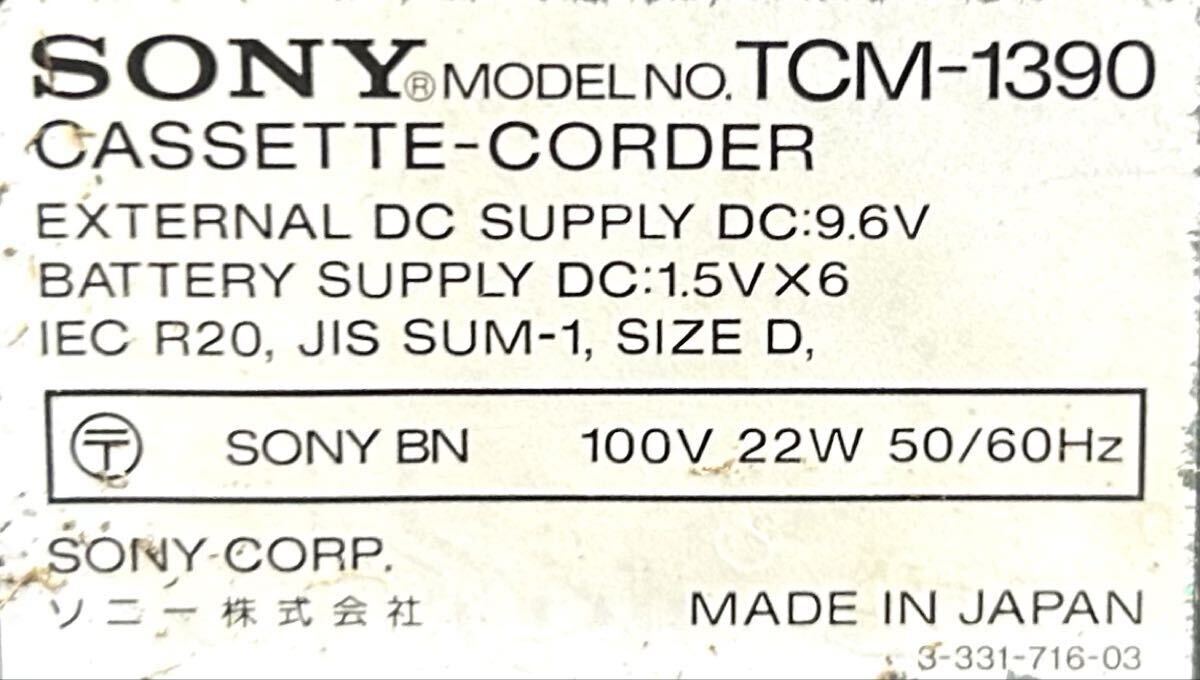 SONY® MODEL NO. TCM-1390
CASSETTE-CORDER
EXTERNAL DC SUPPLY DC:9.6V
BATTERY SUPPLY DC:1.5V×6
IEC R20, JIS SUM-1, SIZE D,
〒 SONY BN 100V 22W 50/60Hz
SONY CORP.
ソニー株式会社
MADE IN JAPAN
3-331-716-03